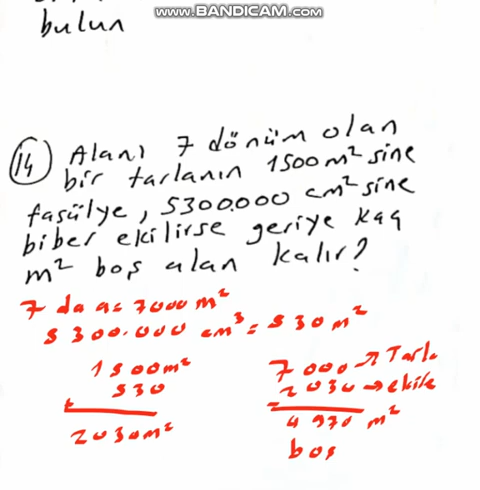 www.BANDICAM.com
bulun
14 Alanı 7 dönüm olan
bir tarlanın 1500 m² sine
fasülye, 5300.000 cm² sine
biber ekilirse geriye kaç
m² boş alan kalır?
7 da a = 7000 m²
5300.000 cm³ = 530 m²
1500 m²
530
+
2030 m²
7000 → Tarla
2030 → ekile
-
4970 m²
boş